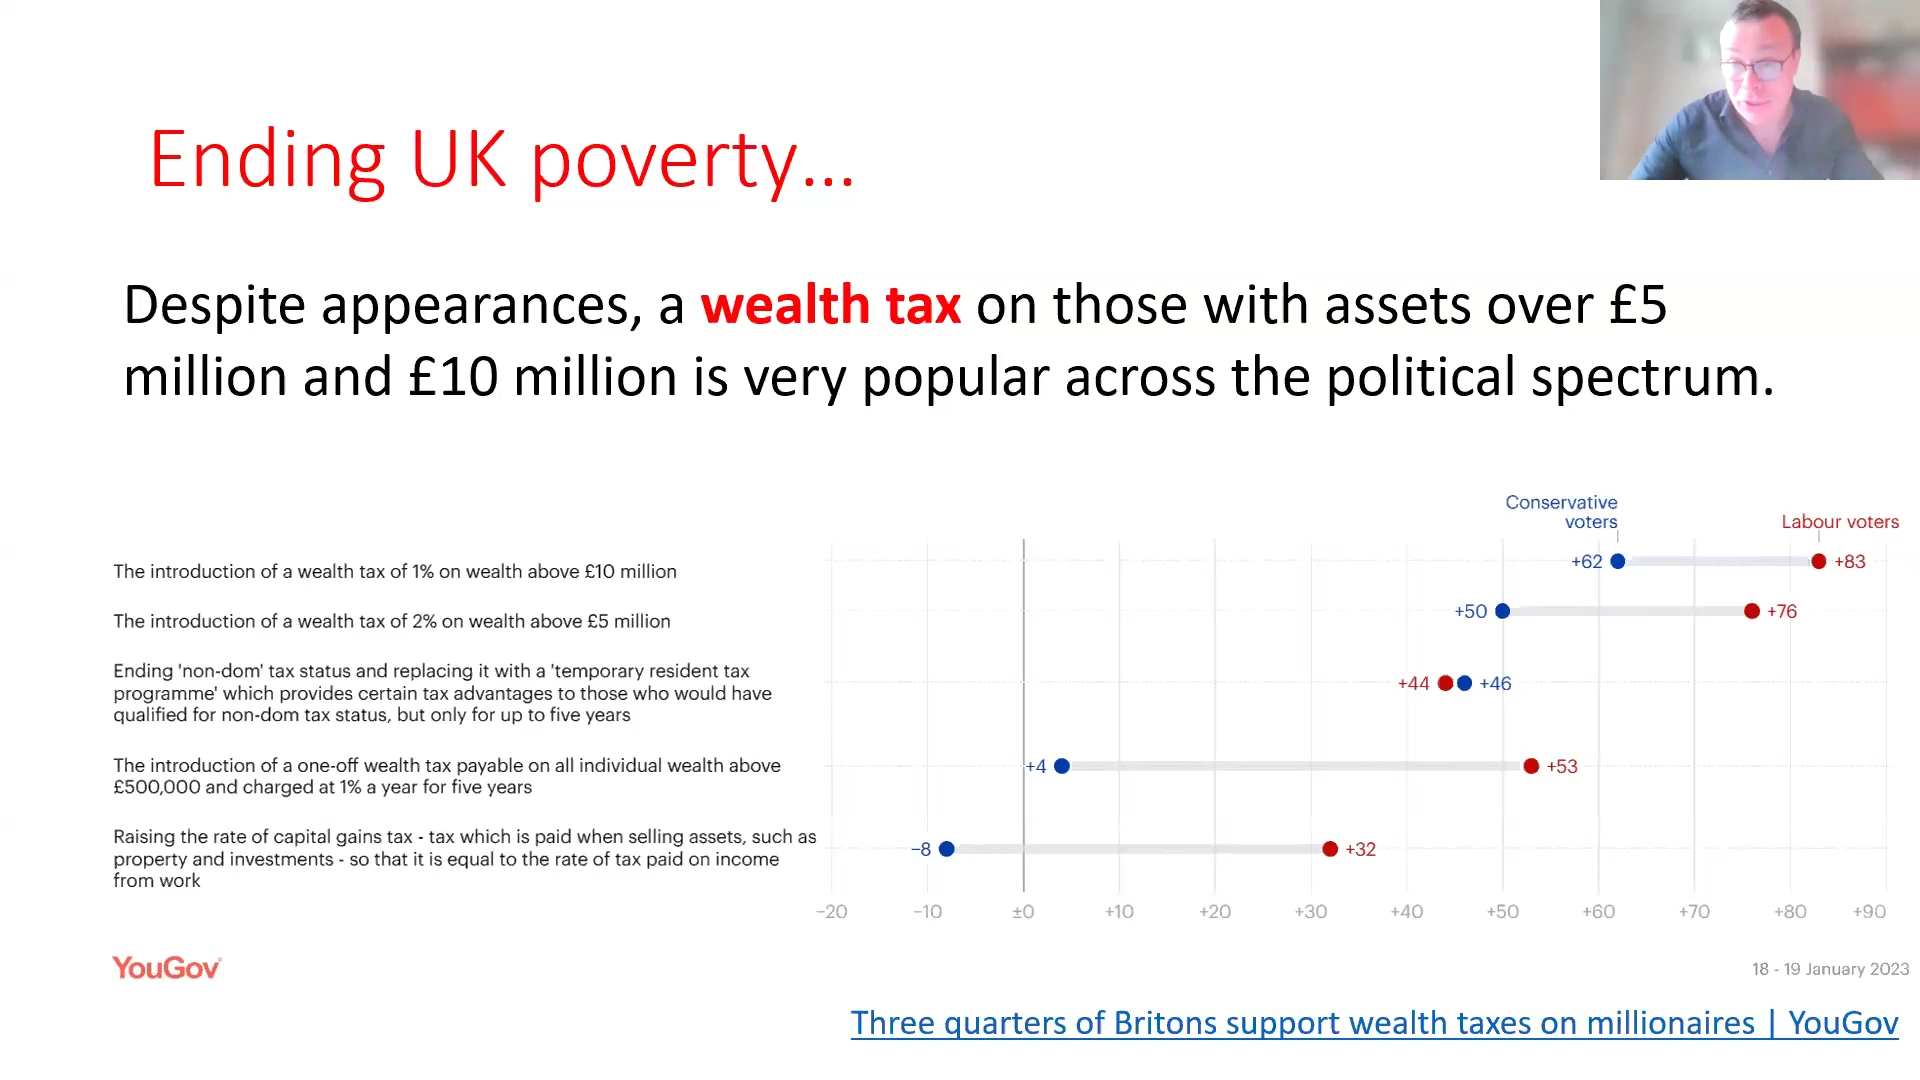 Ending UK poverty...
Despite appearances, a wealth tax on those with assets over £5
million and £10 million is very popular across the political spectrum.
Conservative
voters
Labour voters
The introduction of a wealth tax of 1% on wealth above £10 million
+62
+83
The introduction of a wealth tax of 2% on wealth above £5 million
+50
+76
Ending 'non-dom' tax status and replacing it with a 'temporary resident tax
programme' which provides certain tax advantages to those who would have
qualified for non-dom tax status, but only for up to five years
+44
+46
The introduction of a one-off wealth tax payable on all individual wealth above
£500,000 and charged at 1% a year for five years
+4
+53
Raising the rate of capital gains tax - tax which is paid when selling assets, such as
property and investments - so that it is equal to the rate of tax paid on income
from work
−8
+32
−20 −10 ±0 +10 +20 +30 +40 +50 +60 +70 +80 +90
YouGov
18 - 19 January 2023
Three quarters of Britons support wealth taxes on millionaires | YouGov